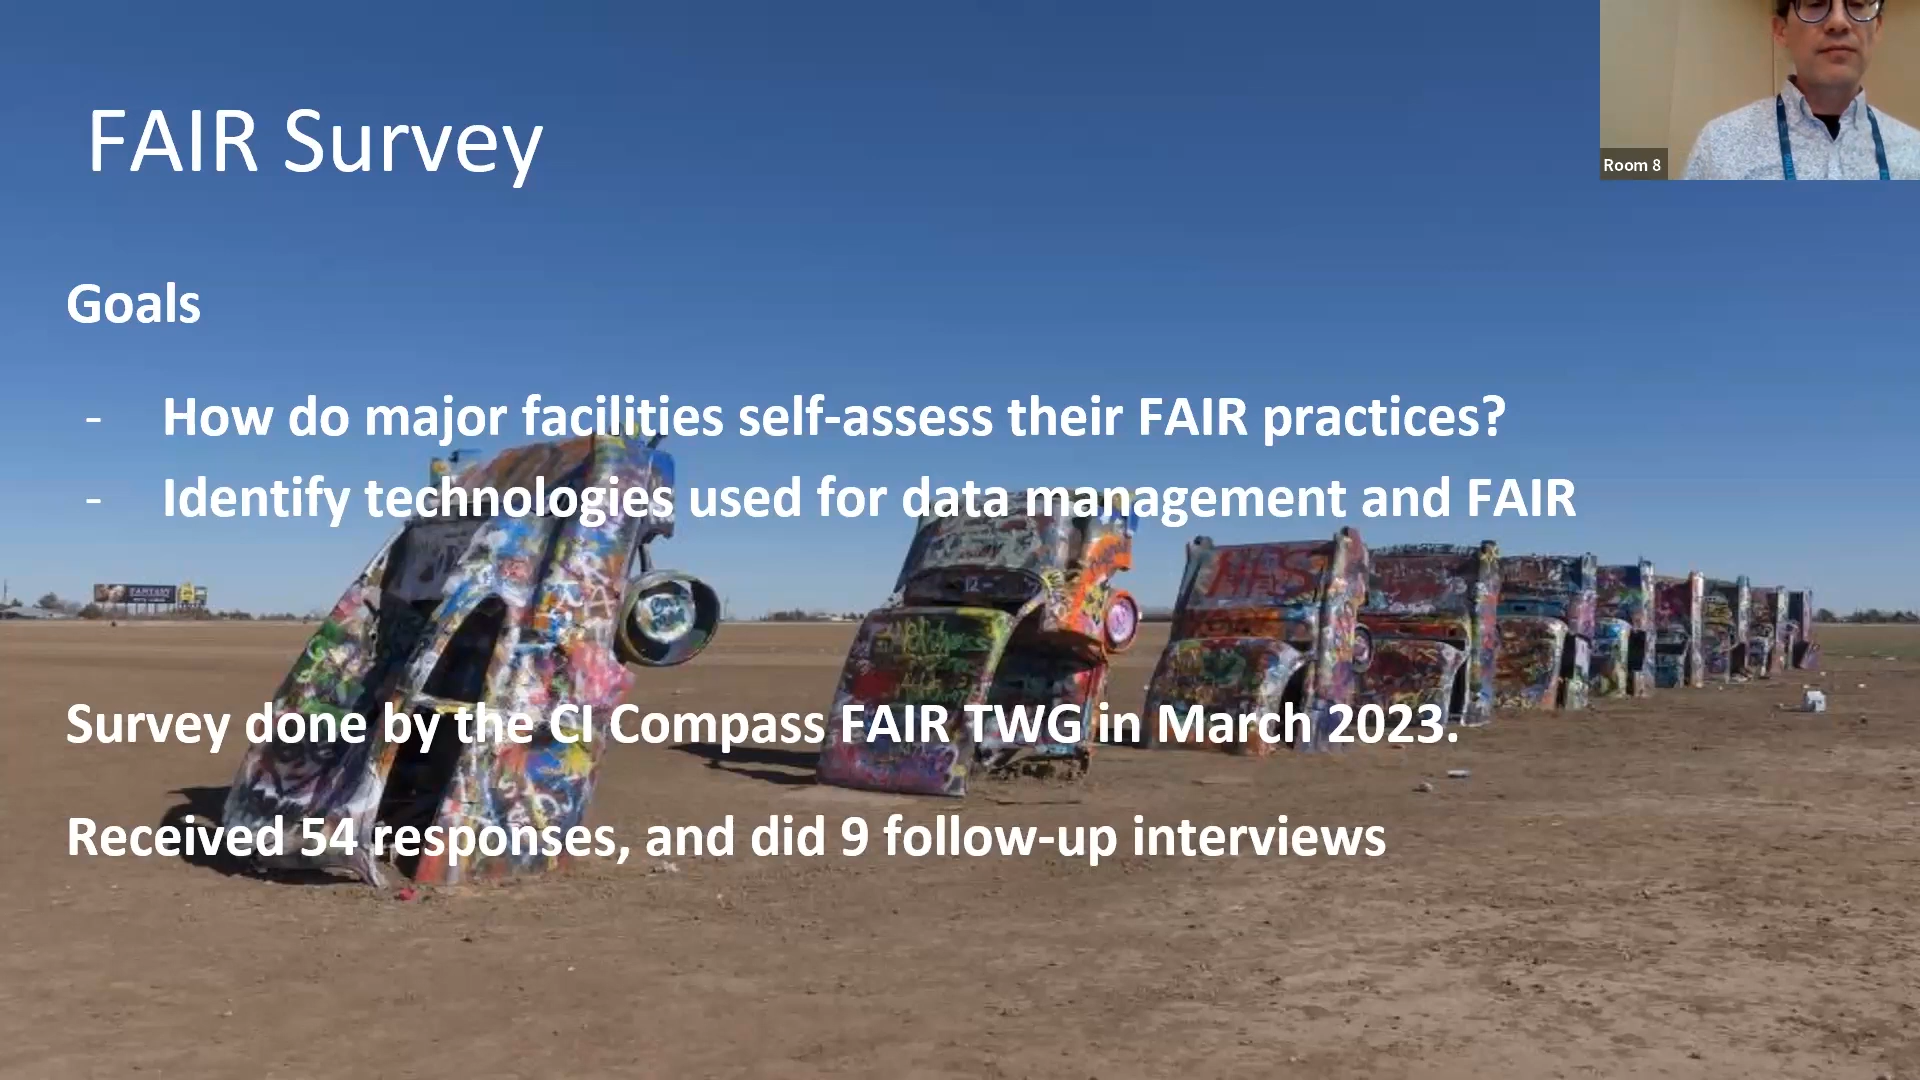 FAIR Survey
Room 8
Goals
- How do major facilities self-assess their FAIR practices?
- Identify technologies used for data management and FAIR
Survey done by the CI Compass FAIR TWG in March 2023.
Received 54 responses, and did 9 follow-up interviews